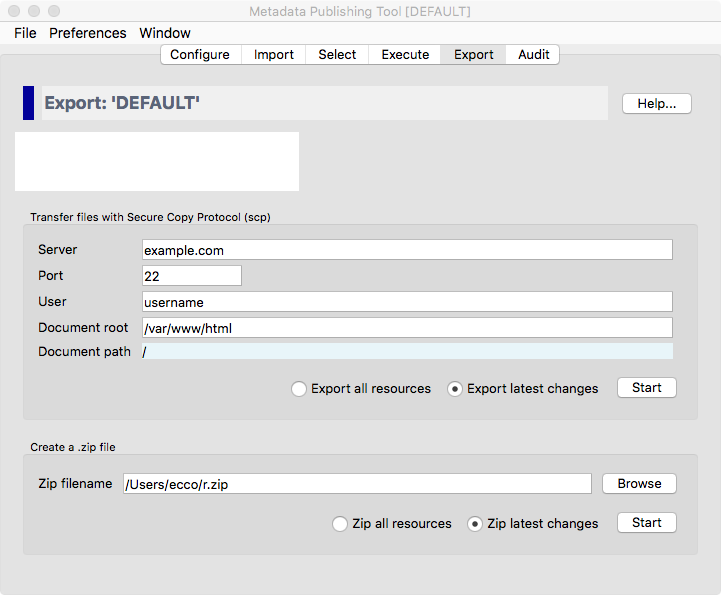 Metadata Publishing Tool [DEFAULT]
File Preferences Window
Configure Import Select Execute Export Audit
Export: 'DEFAULT'
Help...
Transfer files with Secure Copy Protocol (scp)
Server example.com
Port 22
User username
Document root /var/www/html
Document path /
Export all resources Export latest changes Start
Create a .zip file
Zip filename /Users/ecco/r.zip Browse
Zip all resources Zip latest changes Start